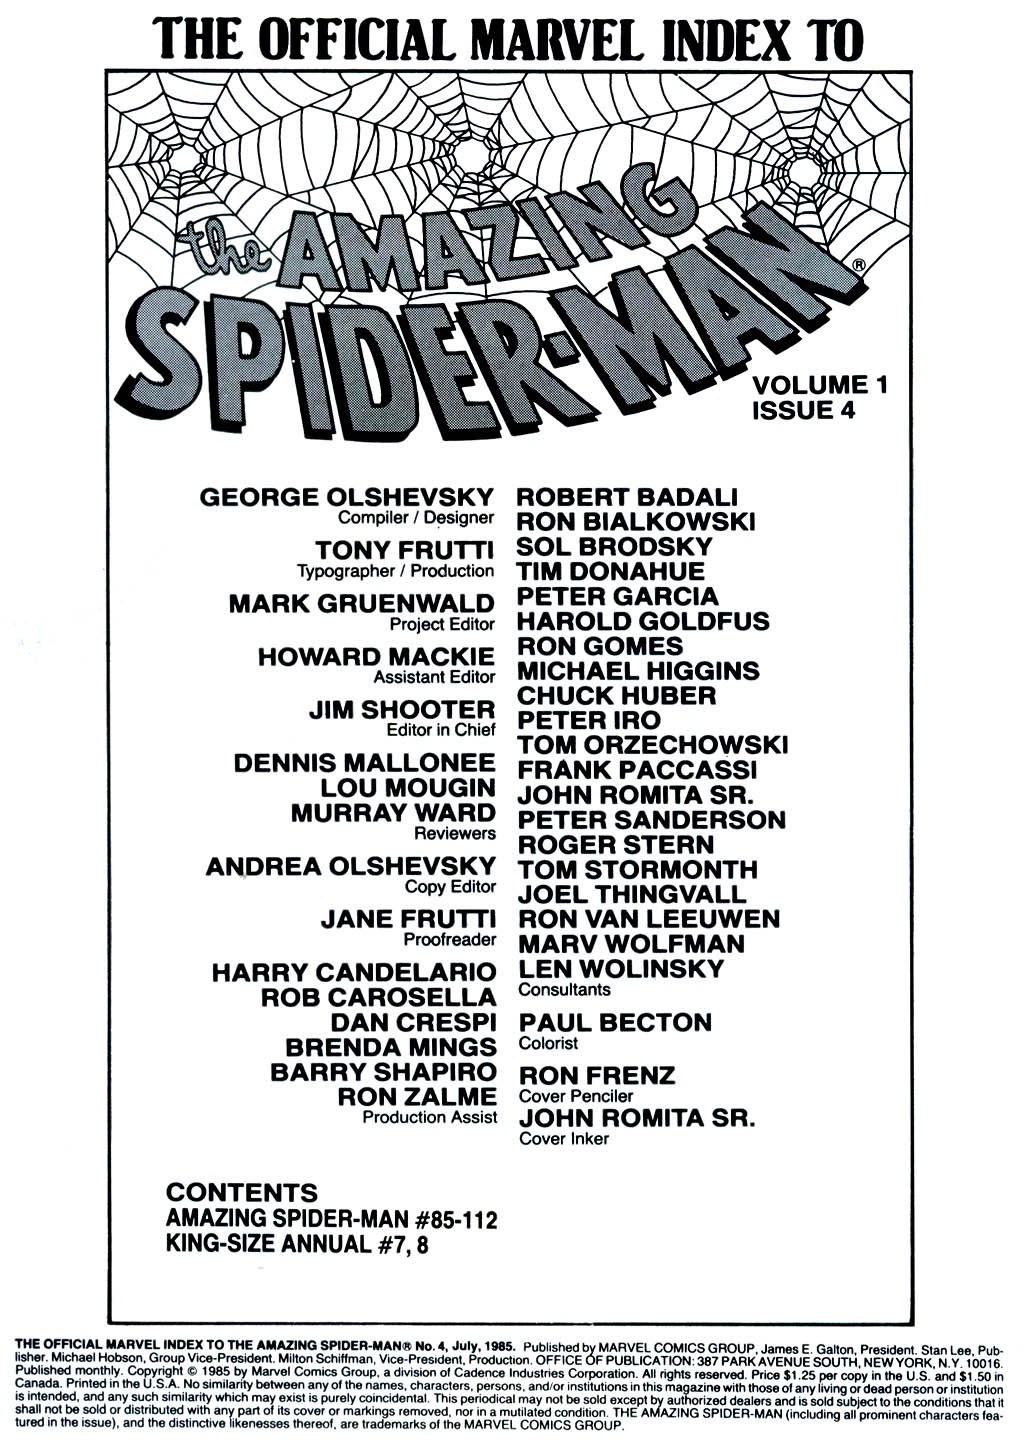 THE OFFICIAL MARVEL INDEX TO
the AMAZING
SPIDER-MAN®
VOLUME 1
ISSUE 4
GEORGE OLSHEVSKY
Compiler / Designer
TONY FRUTTI
Typographer / Production
MARK GRUENWALD
Project Editor
HOWARD MACKIE
Assistant Editor
JIM SHOOTER
Editor in Chief
DENNIS MALLONEE
LOU MOUGIN
MURRAY WARD
Reviewers
ANDREA OLSHEVSKY
Copy Editor
JANE FRUTTI
Proofreader
HARRY CANDELARIO
ROB CAROSELLA
DAN CRESPI
BRENDA MINGS
BARRY SHAPIRO
RON ZALME
Production Assist
ROBERT BADALI
RON BIALKOWSKI
SOL BRODSKY
TIM DONAHUE
PETER GARCIA
HAROLD GOLDFUS
RON GOMES
MICHAEL HIGGINS
CHUCK HUBER
PETER IRO
TOM ORZECHOWSKI
FRANK PACCASSI
JOHN ROMITA SR.
PETER SANDERSON
ROGER STERN
TOM STORMONTH
JOEL THINGVALL
RON VAN LEEUWEN
MARV WOLFMAN
LEN WOLINSKY
Consultants
PAUL BECTON
Colorist
RON FRENZ
Cover Penciler
JOHN ROMITA SR.
Cover Inker
CONTENTS
AMAZING SPIDER-MAN #85-112
KING-SIZE ANNUAL #7, 8
THE OFFICIAL MARVEL INDEX TO THE AMAZING SPIDER-MAN® No. 4, July, 1985. Published by MARVEL COMICS GROUP, James E. Galton, President. Stan Lee, Pub-
lisher. Michael Hobson, Group Vice-President. Milton Schiffman, Vice-President, Production. OFFICE OF PUBLICATION: 387 PARK AVENUE SOUTH, NEW YORK, N.Y. 10016.
Published monthly. Copyright © 1985 by Marvel Comics Group, a division of Cadence Industries Corporation. All rights reserved. Price $1.25 per copy in the U.S. and $1.50 in
Canada. Printed in the U.S.A. No similarity between any of the names, characters, persons, and/or institutions in this magazine with those of any living or dead person or institution
is intended, and any such similarity which may exist is purely coincidental. This periodical may not be sold except by authorized dealers and is sold subject to the conditions that it
shall not be sold or distributed with any part of its cover or markings removed, nor in a mutilated condition. THE AMAZING SPIDER-MAN (including all prominent characters fea-
tured in the issue), and the distinctive likenesses thereof, are trademarks of the MARVEL COMICS GROUP.